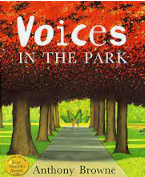 Voices
IN THE PARK
Anthony Browne